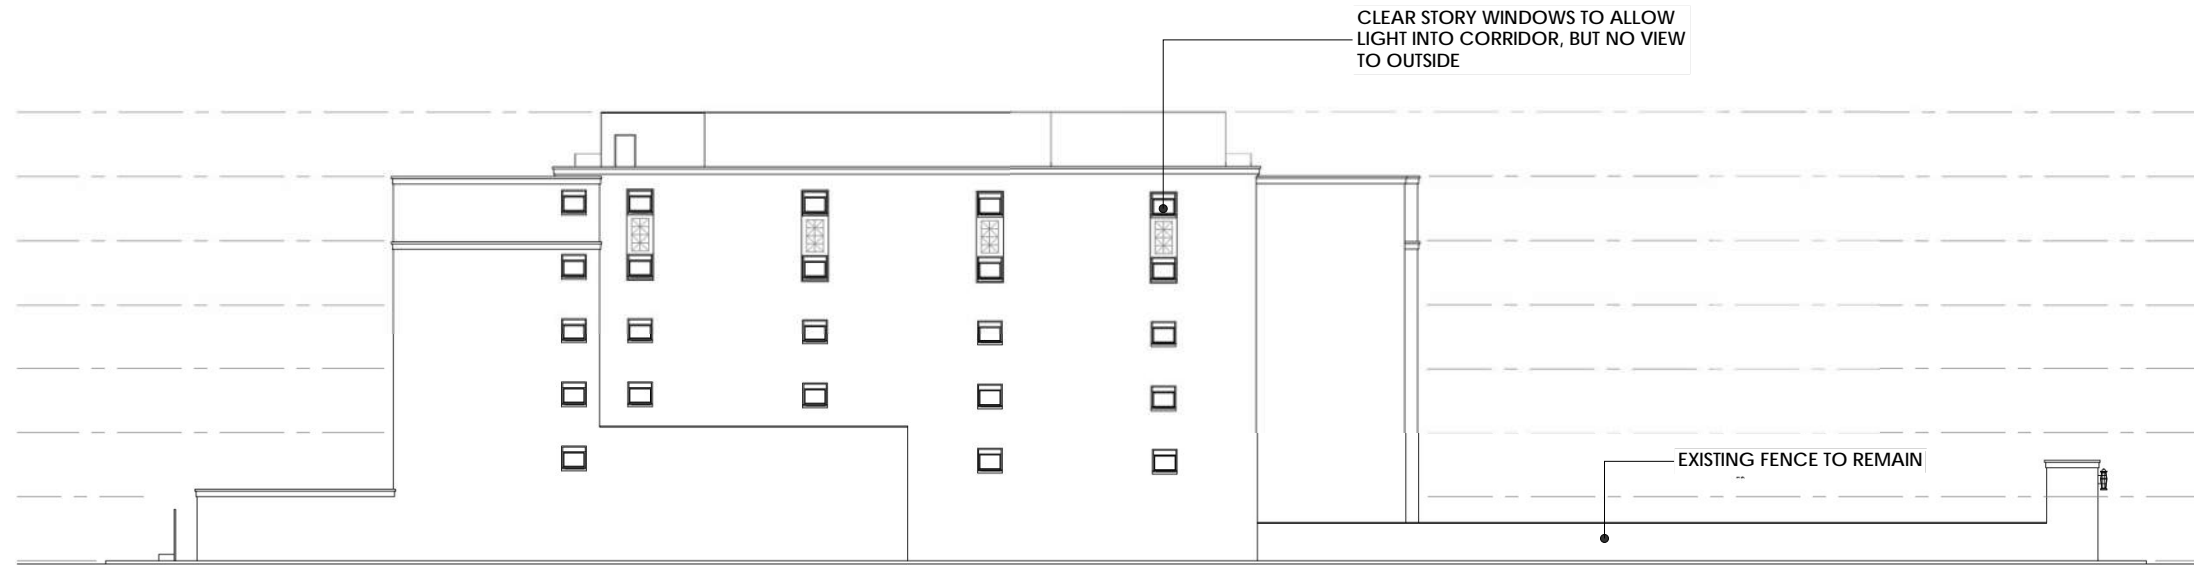 CLEAR STORY WINDOWS TO ALLOW
LIGHT INTO CORRIDOR, BUT NO VIEW
TO OUTSIDE
EXISTING FENCE TO REMAIN